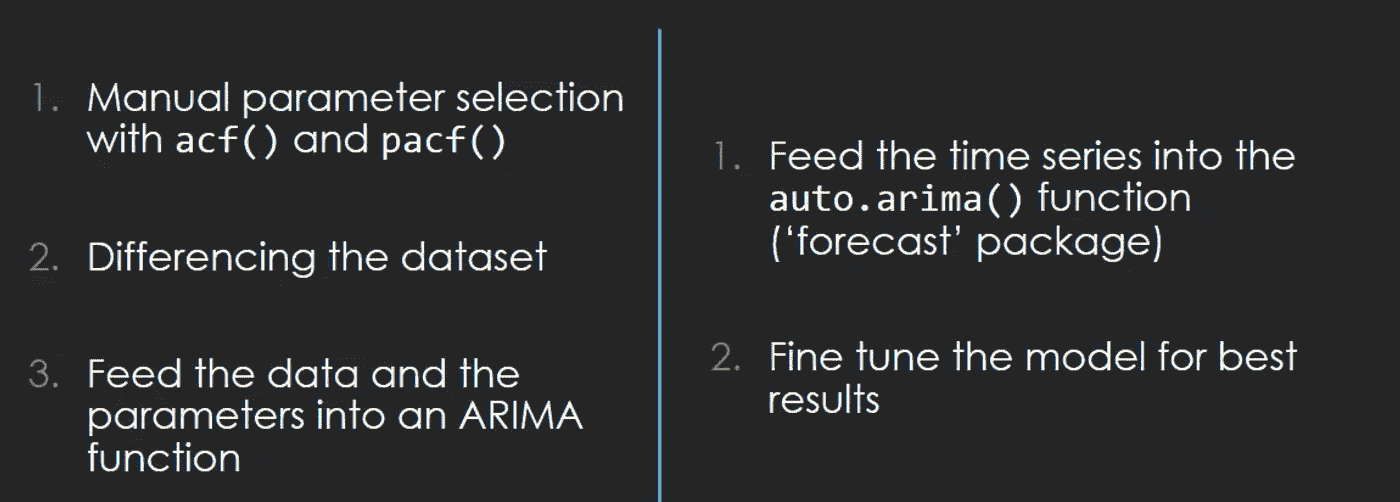 1. Manual parameter selection
with acf() and pacf()
2. Differencing the dataset
3. Feed the data and the
parameters into an ARIMA
function
1. Feed the time series into the
auto.arima() function
(‘forecast’ package)
2. Fine tune the model for best
results